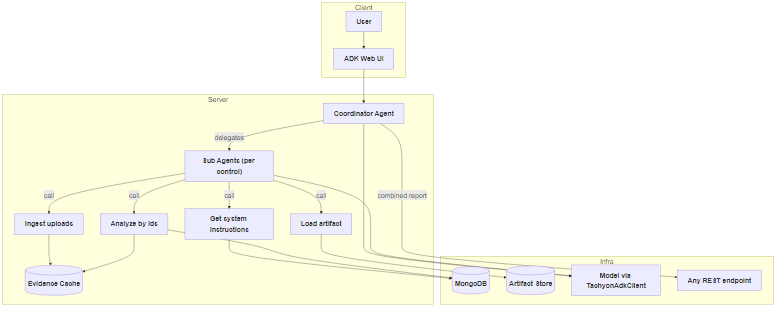 Client
User
ADK Web UI
Server
Coordinator Agent
delegates
Sub Agents (per
control)
call
call
call
call
combined report
Ingest uploads
Analyze by ids
Get system
instructions
Load artifact
Evidence Cache
Infra
MongoDB
Artifact Store
Model via
TachyonAdkClient
Any REST endpoint